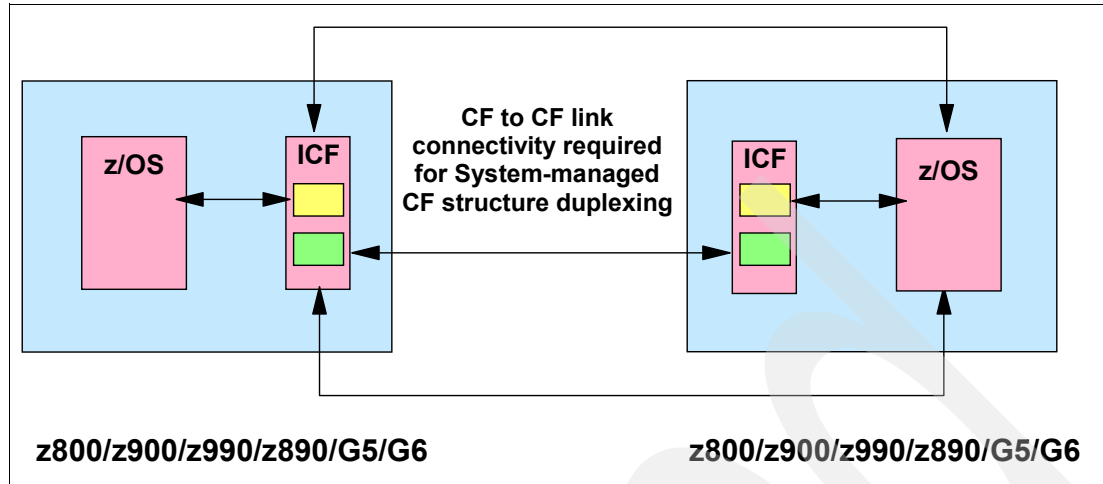 CF to CF link
connectivity required
for System-managed
CF structure duplexing
z/OS
ICF
ICF
z/OS
z800/z900/z990/z890/G5/G6
z800/z900/z990/z890/G5/G6